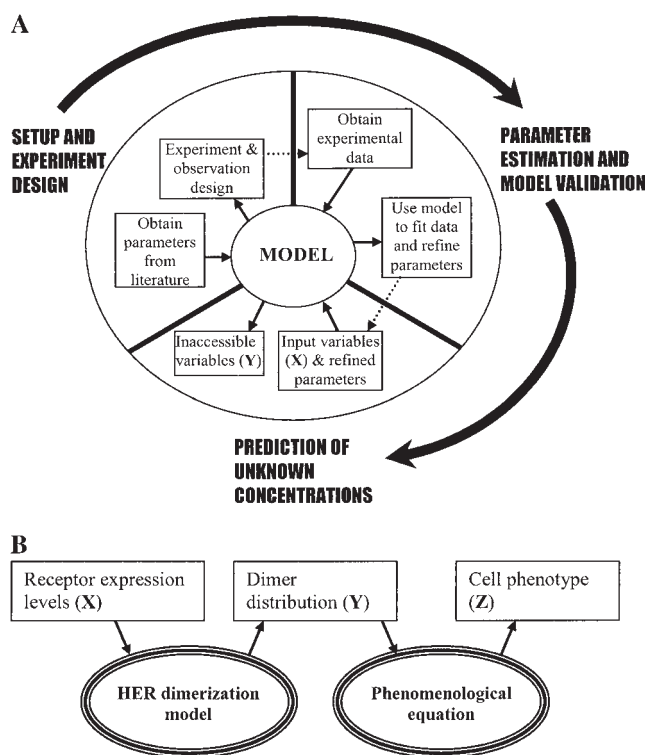 A
SETUP AND
EXPERIMENT
DESIGN
Experiment &
observation
design
Obtain
experimental
data
PARAMETER
ESTIMATION AND
MODEL VALIDATION
Obtain
parameters
from
literature
MODEL
Use model
to fit data
and refine
parameters
Inaccessible
variables (Y)
Input variables
(X) & refined
parameters
PREDICTION OF
UNKNOWN
CONCENTRATIONS
B
Receptor expression
levels (X)
Dimer
distribution (Y)
Cell phenotype
(Z)
HER dimerization
model
Phenomenological
equation